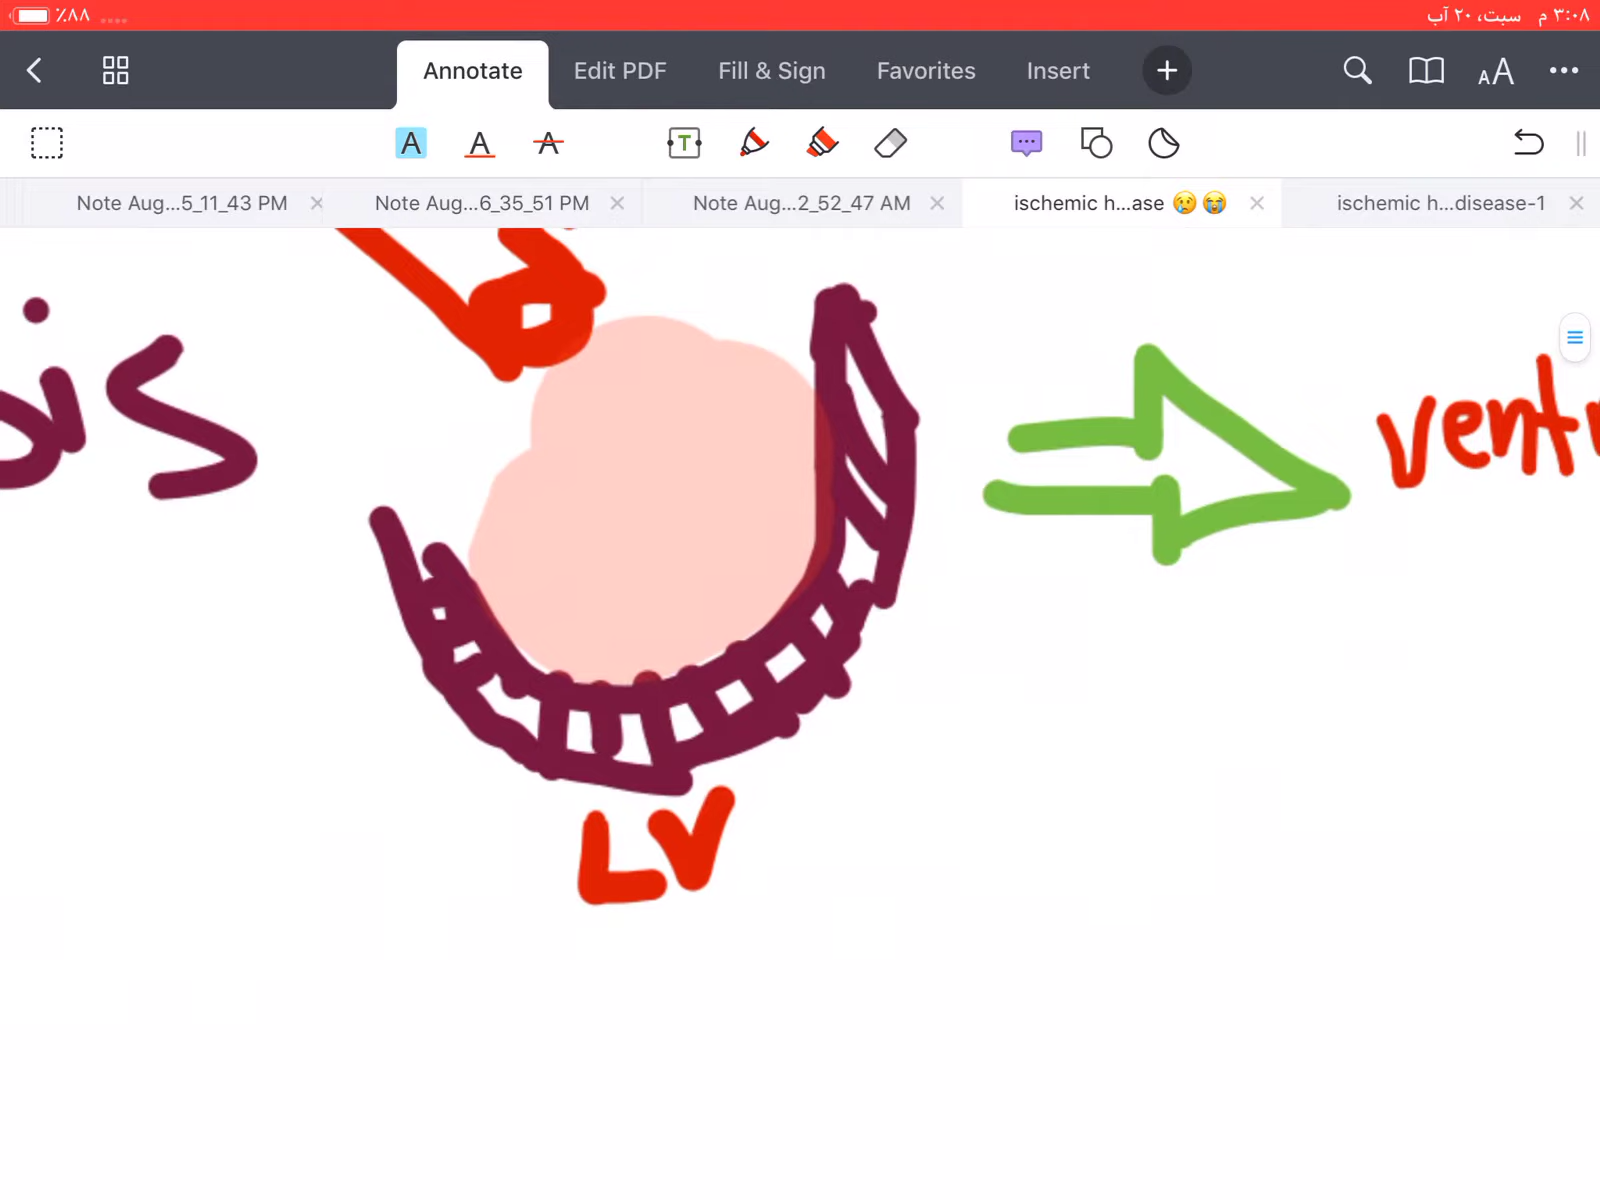 ٪٨٨
٣:٠٨ م سبت، ٢٠ آب
Annotate Edit PDF Fill & Sign Favorites Insert
Note Aug...5_11_43 PM Note Aug...6_35_51 PM Note Aug...2_52_47 AM ischemic h...ase 😢😭 ischemic h...disease-1
is
vent
LV